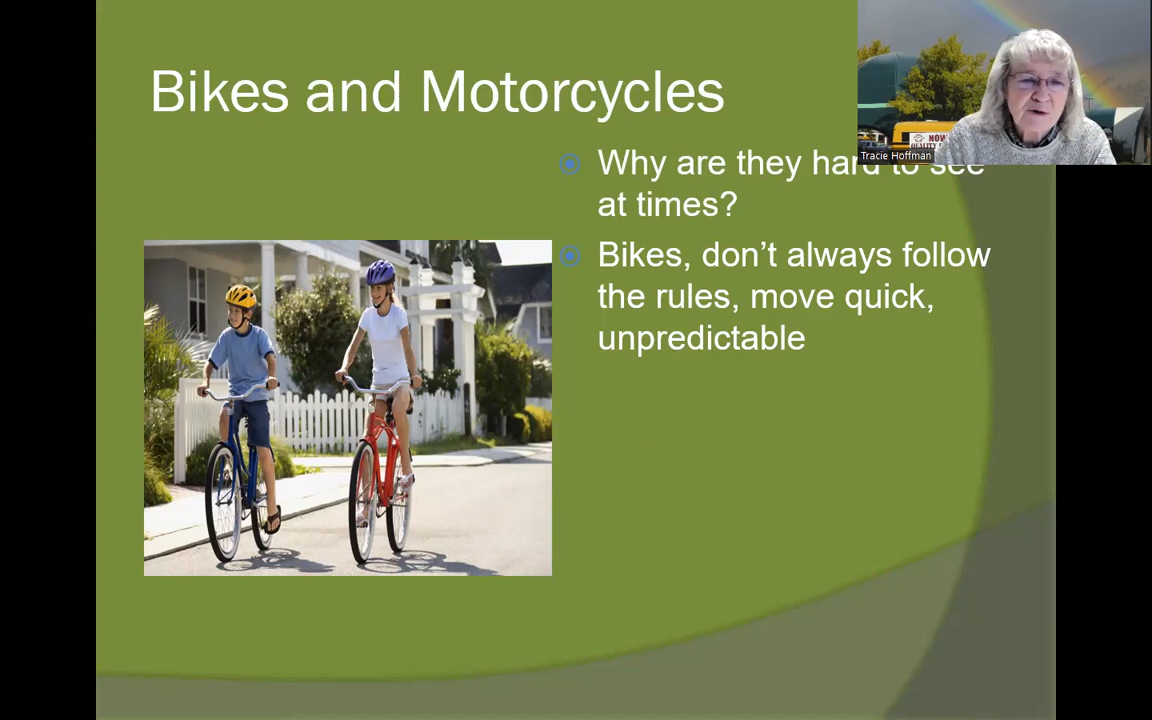 Bikes and Motorcycles
NOW
Tracie Hoffman
Why are they hard to see
at times?
Bikes, don’t always follow
the rules, move quick,
unpredictable